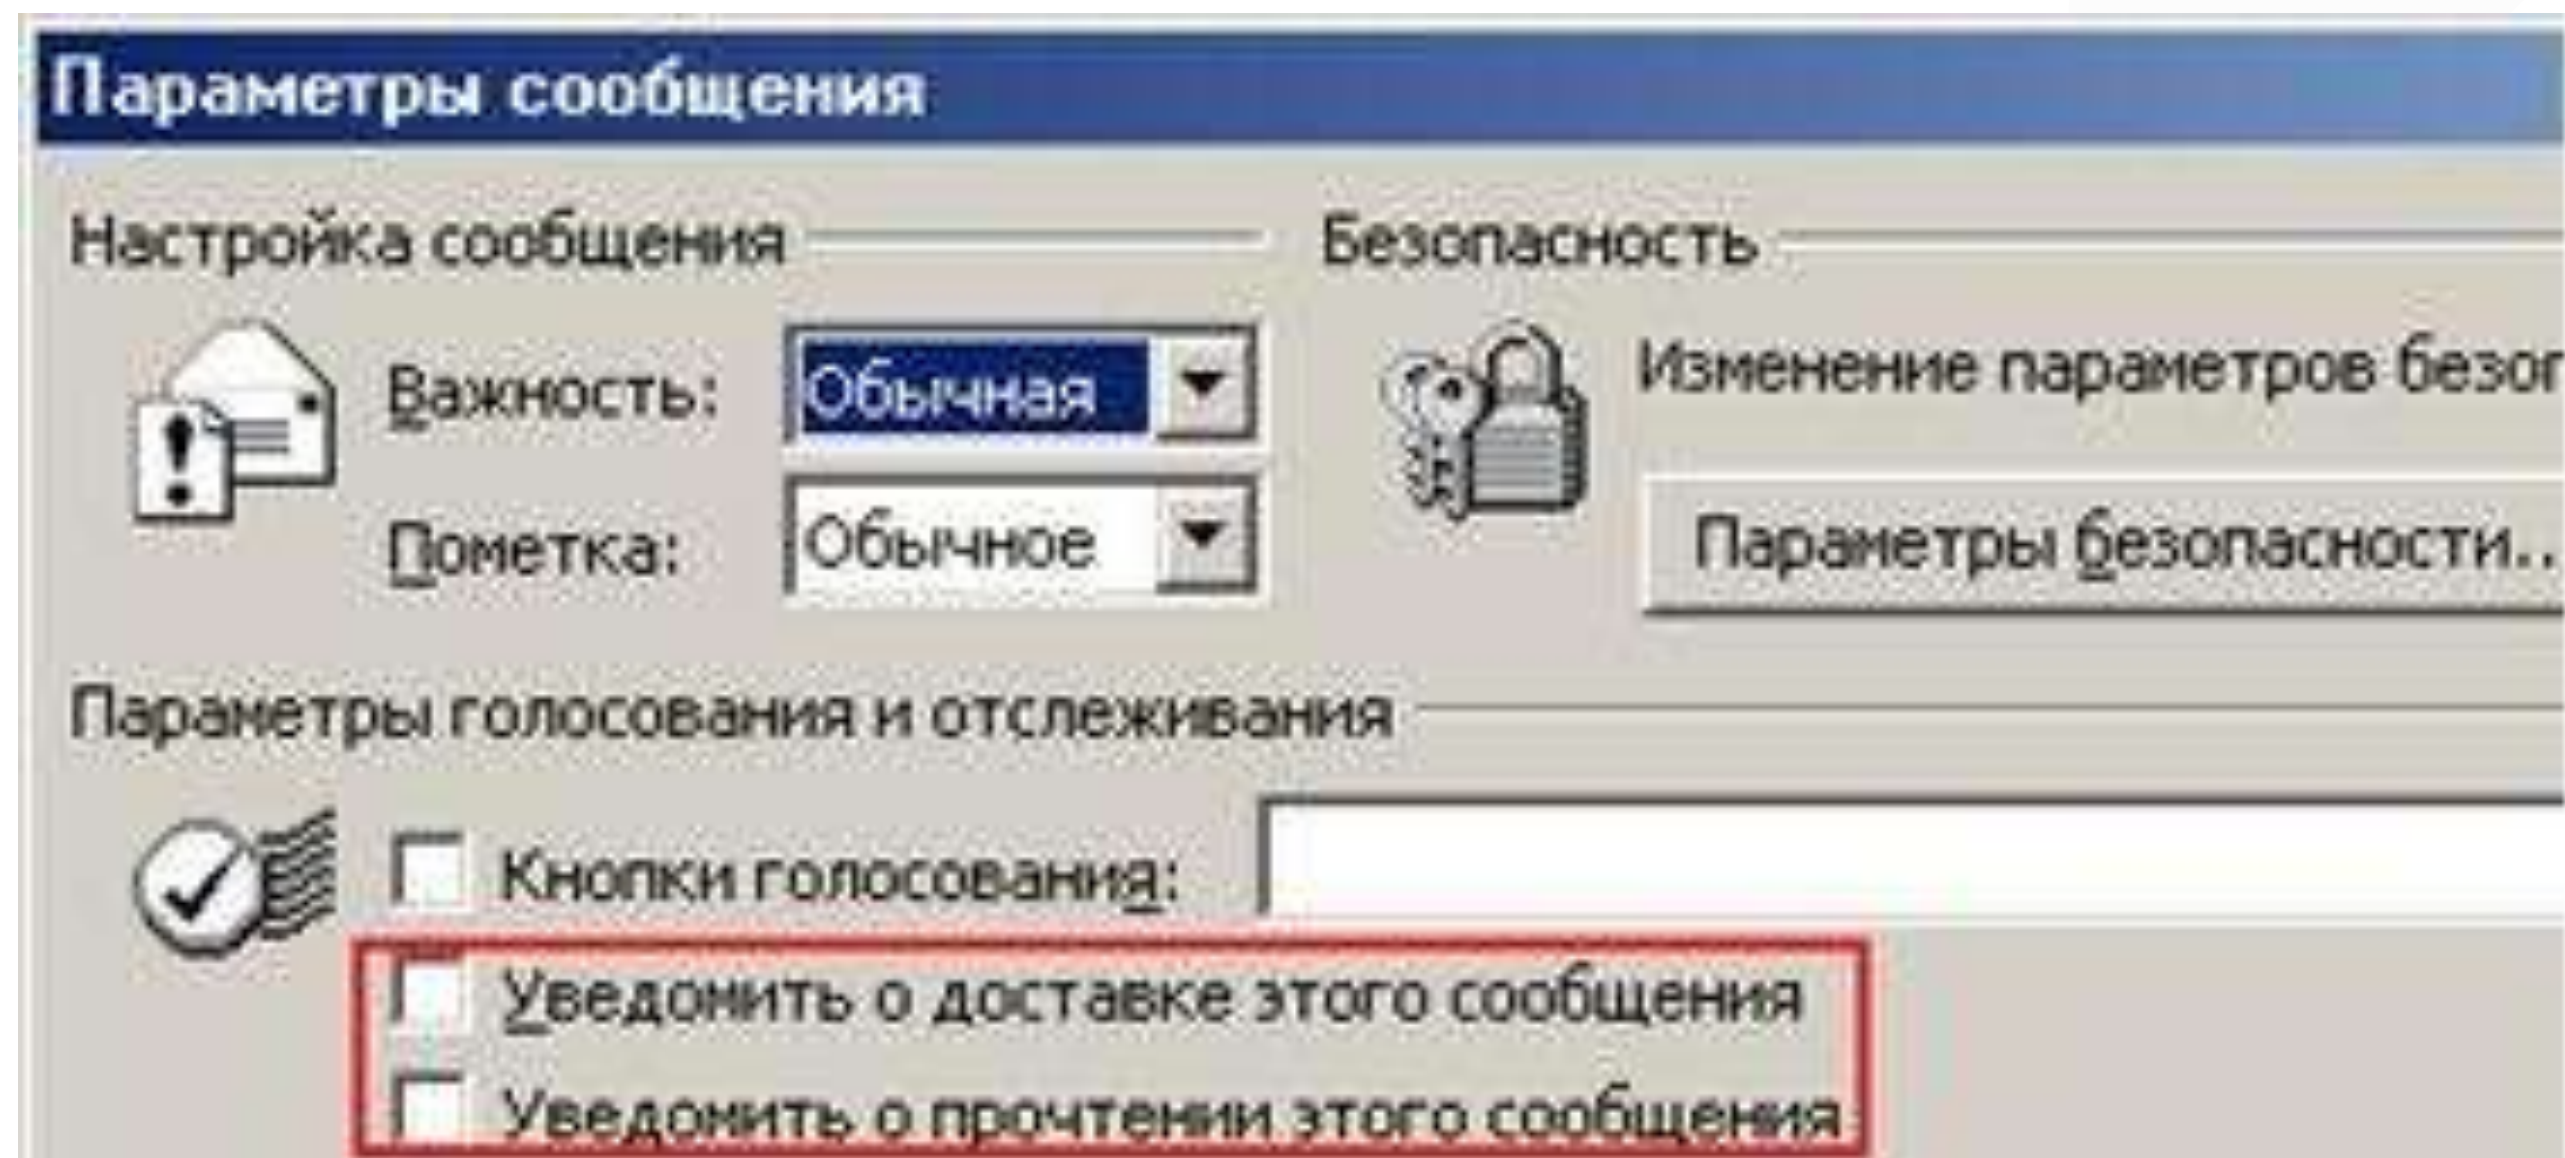 Параметры сообщения
Настройка сообщения
Безопасность
Важность: Обычная
Изменение параметров
Пометка: Обычное
Параметры безопасности..
Параметры голосования и отслеживания
Кнопки голосования:
Уведомить о доставке этого сообщения
Уведомить о прочтении этого сообщения